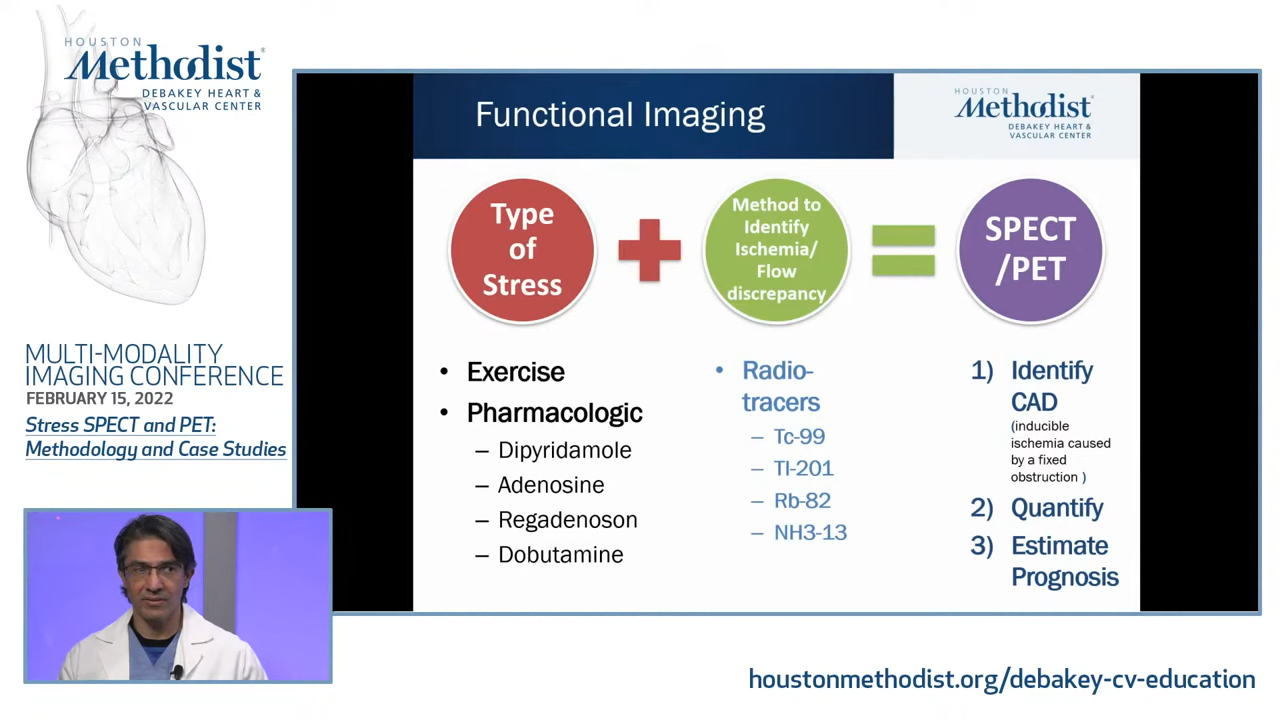 HOUSTON
Methodist®
DEBAKEY HEART &
VASCULAR CENTER
MULTI-MODALITY
IMAGING CONFERENCE
FEBRUARY 15, 2022
Stress SPECT and PET:
Methodology and Case Studies
Functional Imaging
HOUSTON
Methodist®
DEBAKEY HEART &
VASCULAR CENTER
Type
of
Stress
Method to
Identify
Ischemia/
Flow
discrepancy
SPECT
/PET
• Exercise
• Pharmacologic
– Dipyridamole
– Adenosine
– Regadenoson
– Dobutamine
• Radio-
tracers
– Tc-99
– Tl-201
– Rb-82
– NH3-13
1) Identify
CAD
(inducible
ischemia caused
by a fixed
obstruction )
2) Quantify
3) Estimate
Prognosis
houstonmethodist.org/debakey-cv-education